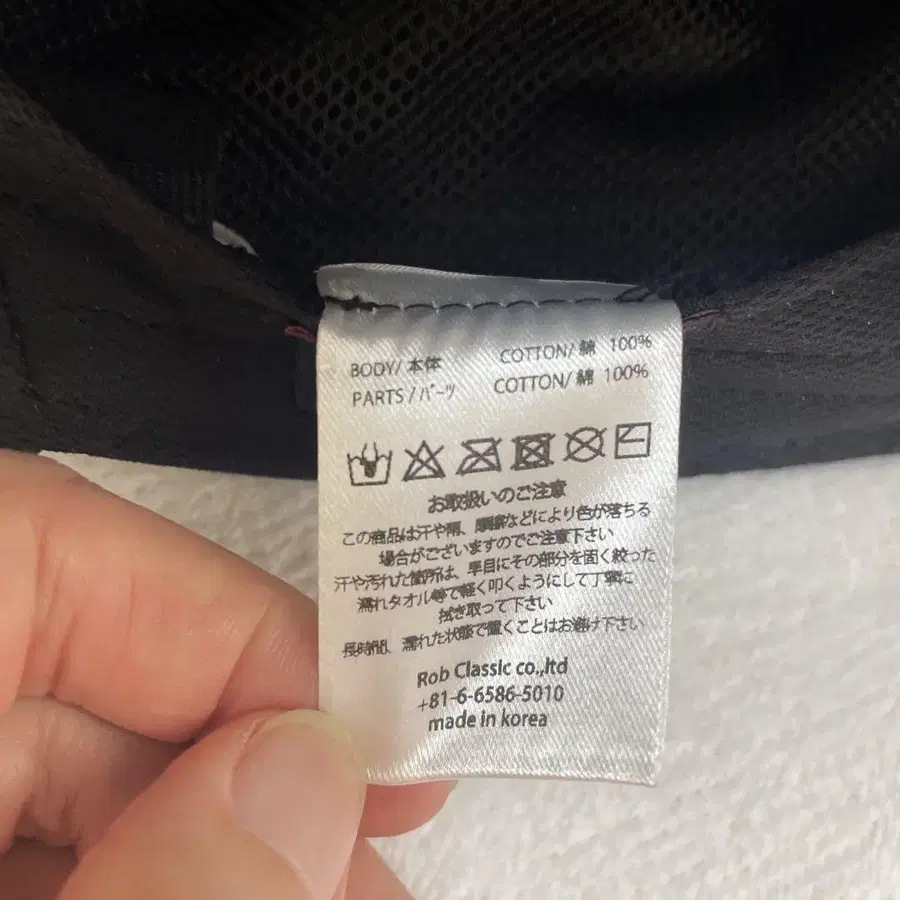 BODY/ 本体 COTTON/ 綿 100%
PARTS / パーツ COTTON/ 綿 100%
お取扱いのご注意
この商品は汗や雨、摩擦などにより色が落ちる
場合がございますのでご注意下さい
汗や汚れた箇所は、早目にその部分を固く絞った
濡れタオル等で軽く叩くようにして丁寧に
拭き取って下さい
長時間、濡れた状態で置くことはお避け下さい
Rob Classic co.,ltd
+81-6-6586-5010
made in korea